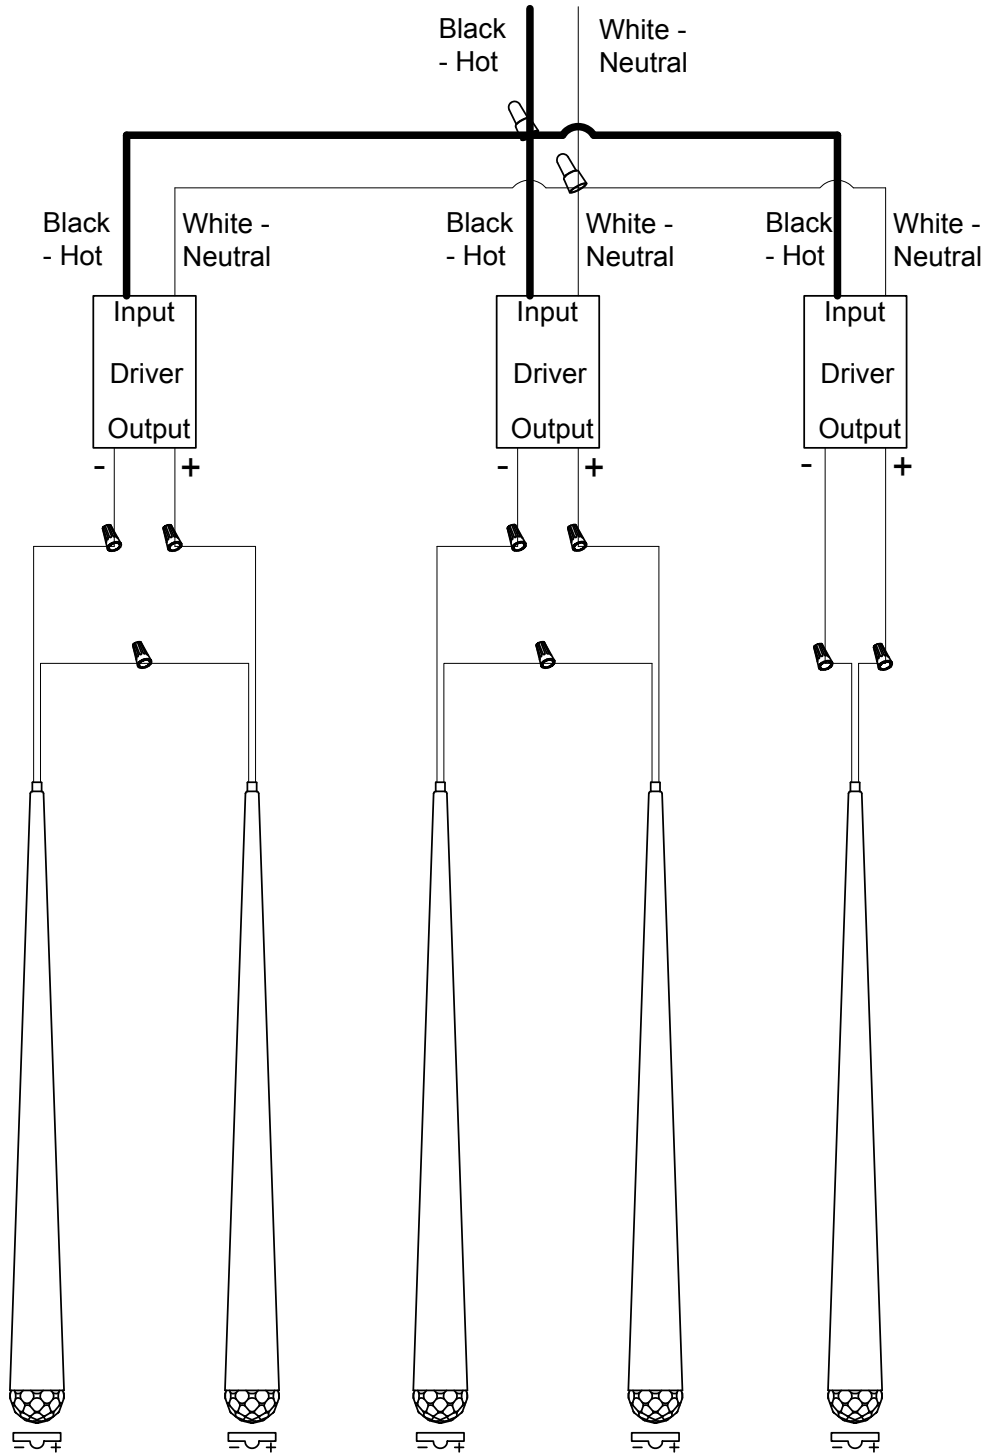 Black
- Hot
White -
Neutral
Black
- Hot
White -
Neutral
Black
- Hot
White -
Neutral
Black
- Hot
White -
Neutral
Input
Driver
Output
- +
Input
Driver
Output
- +
Input
Driver
Output
- +
- +
- +
- +
- +
- +